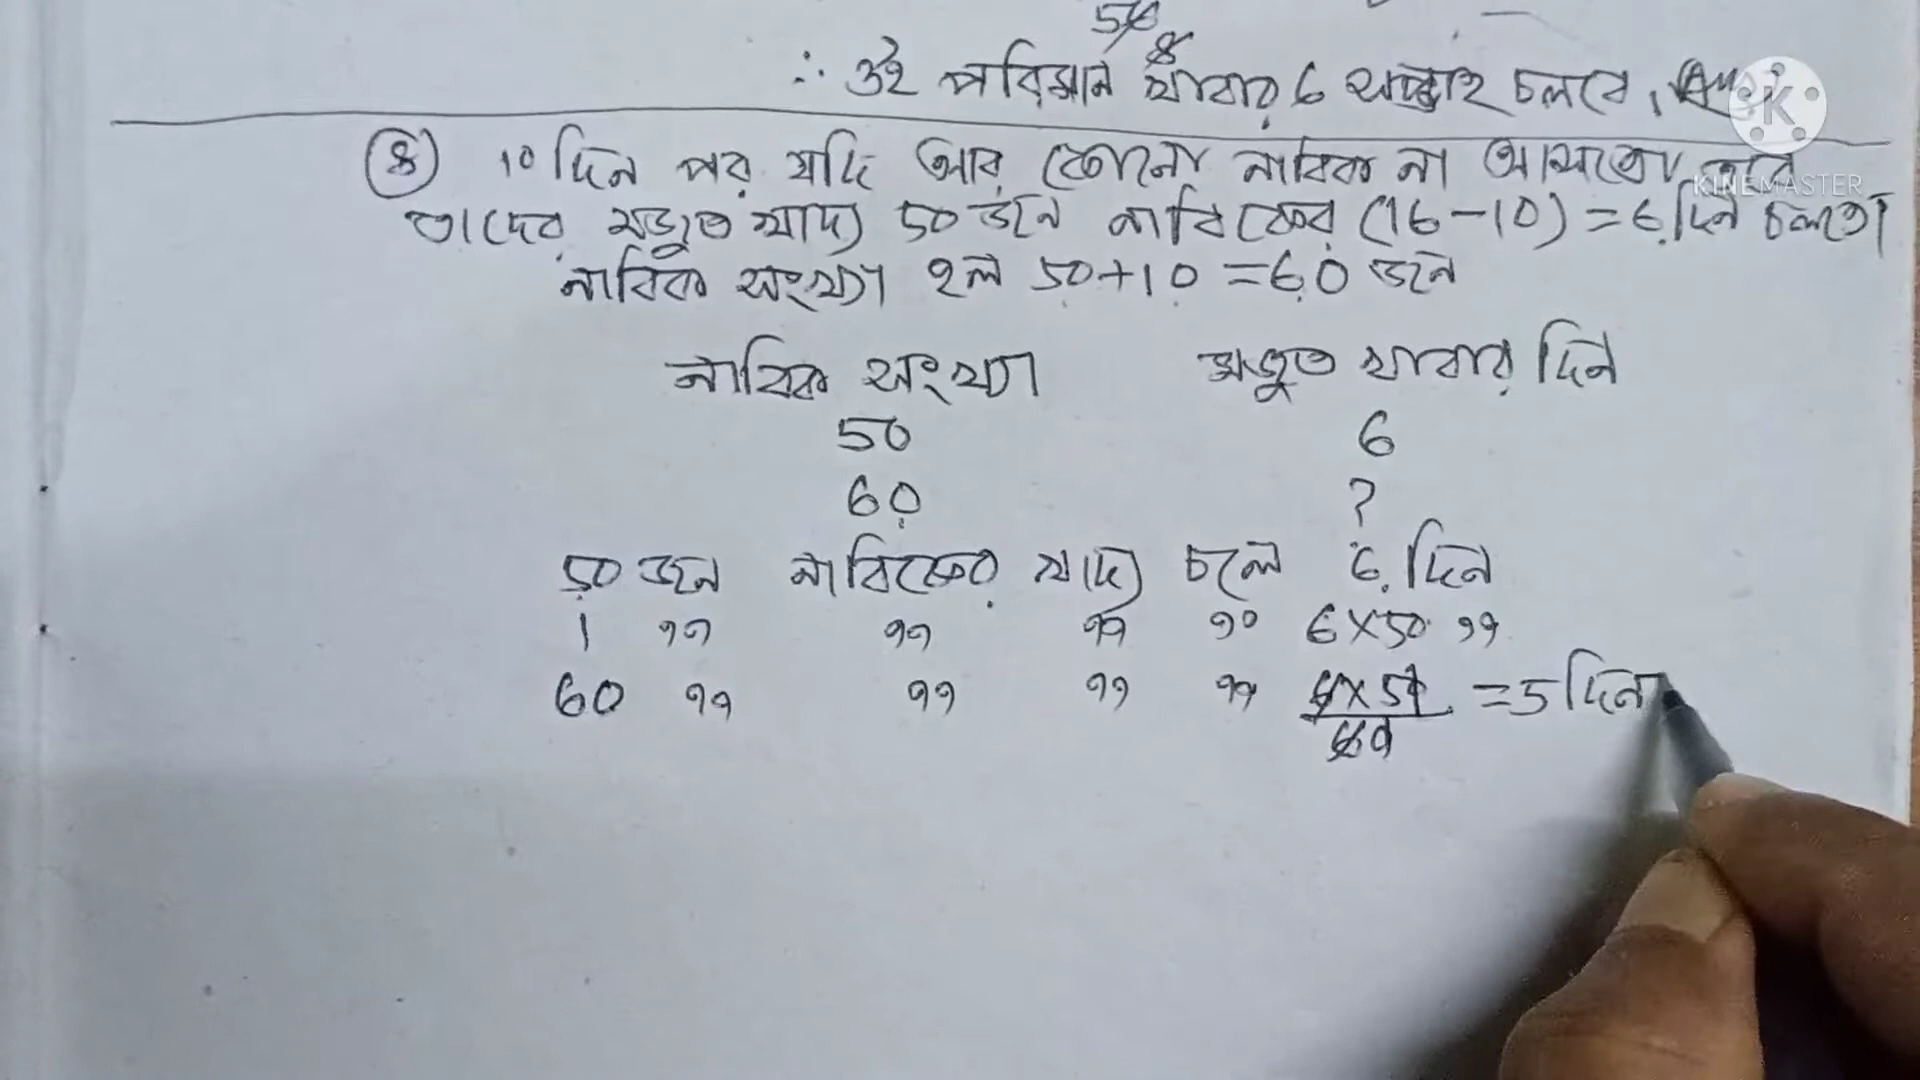 56
8
∴ ওই পরিমান খাবার 6 সপ্তাহ চলবে।
K
৪ 10 দিন পর যদি আর কোনো নাবিক না আসতো তবে
KINEMASTER
তাদের মজুত খাদ্য 50 জন নাবিকের (16-10) = 6 দিন চলতো
নাবিক সংখ্যা হল 50+10 = 60 জন
নাবিক সংখ্যা মজুত খাবার দিন
50 6
60 ?
50 জন নাবিকের খাদ্য চলে 6 দিন
1 " " " " 6×50 "
60 " " " " 6×50 = 5 দিন
60